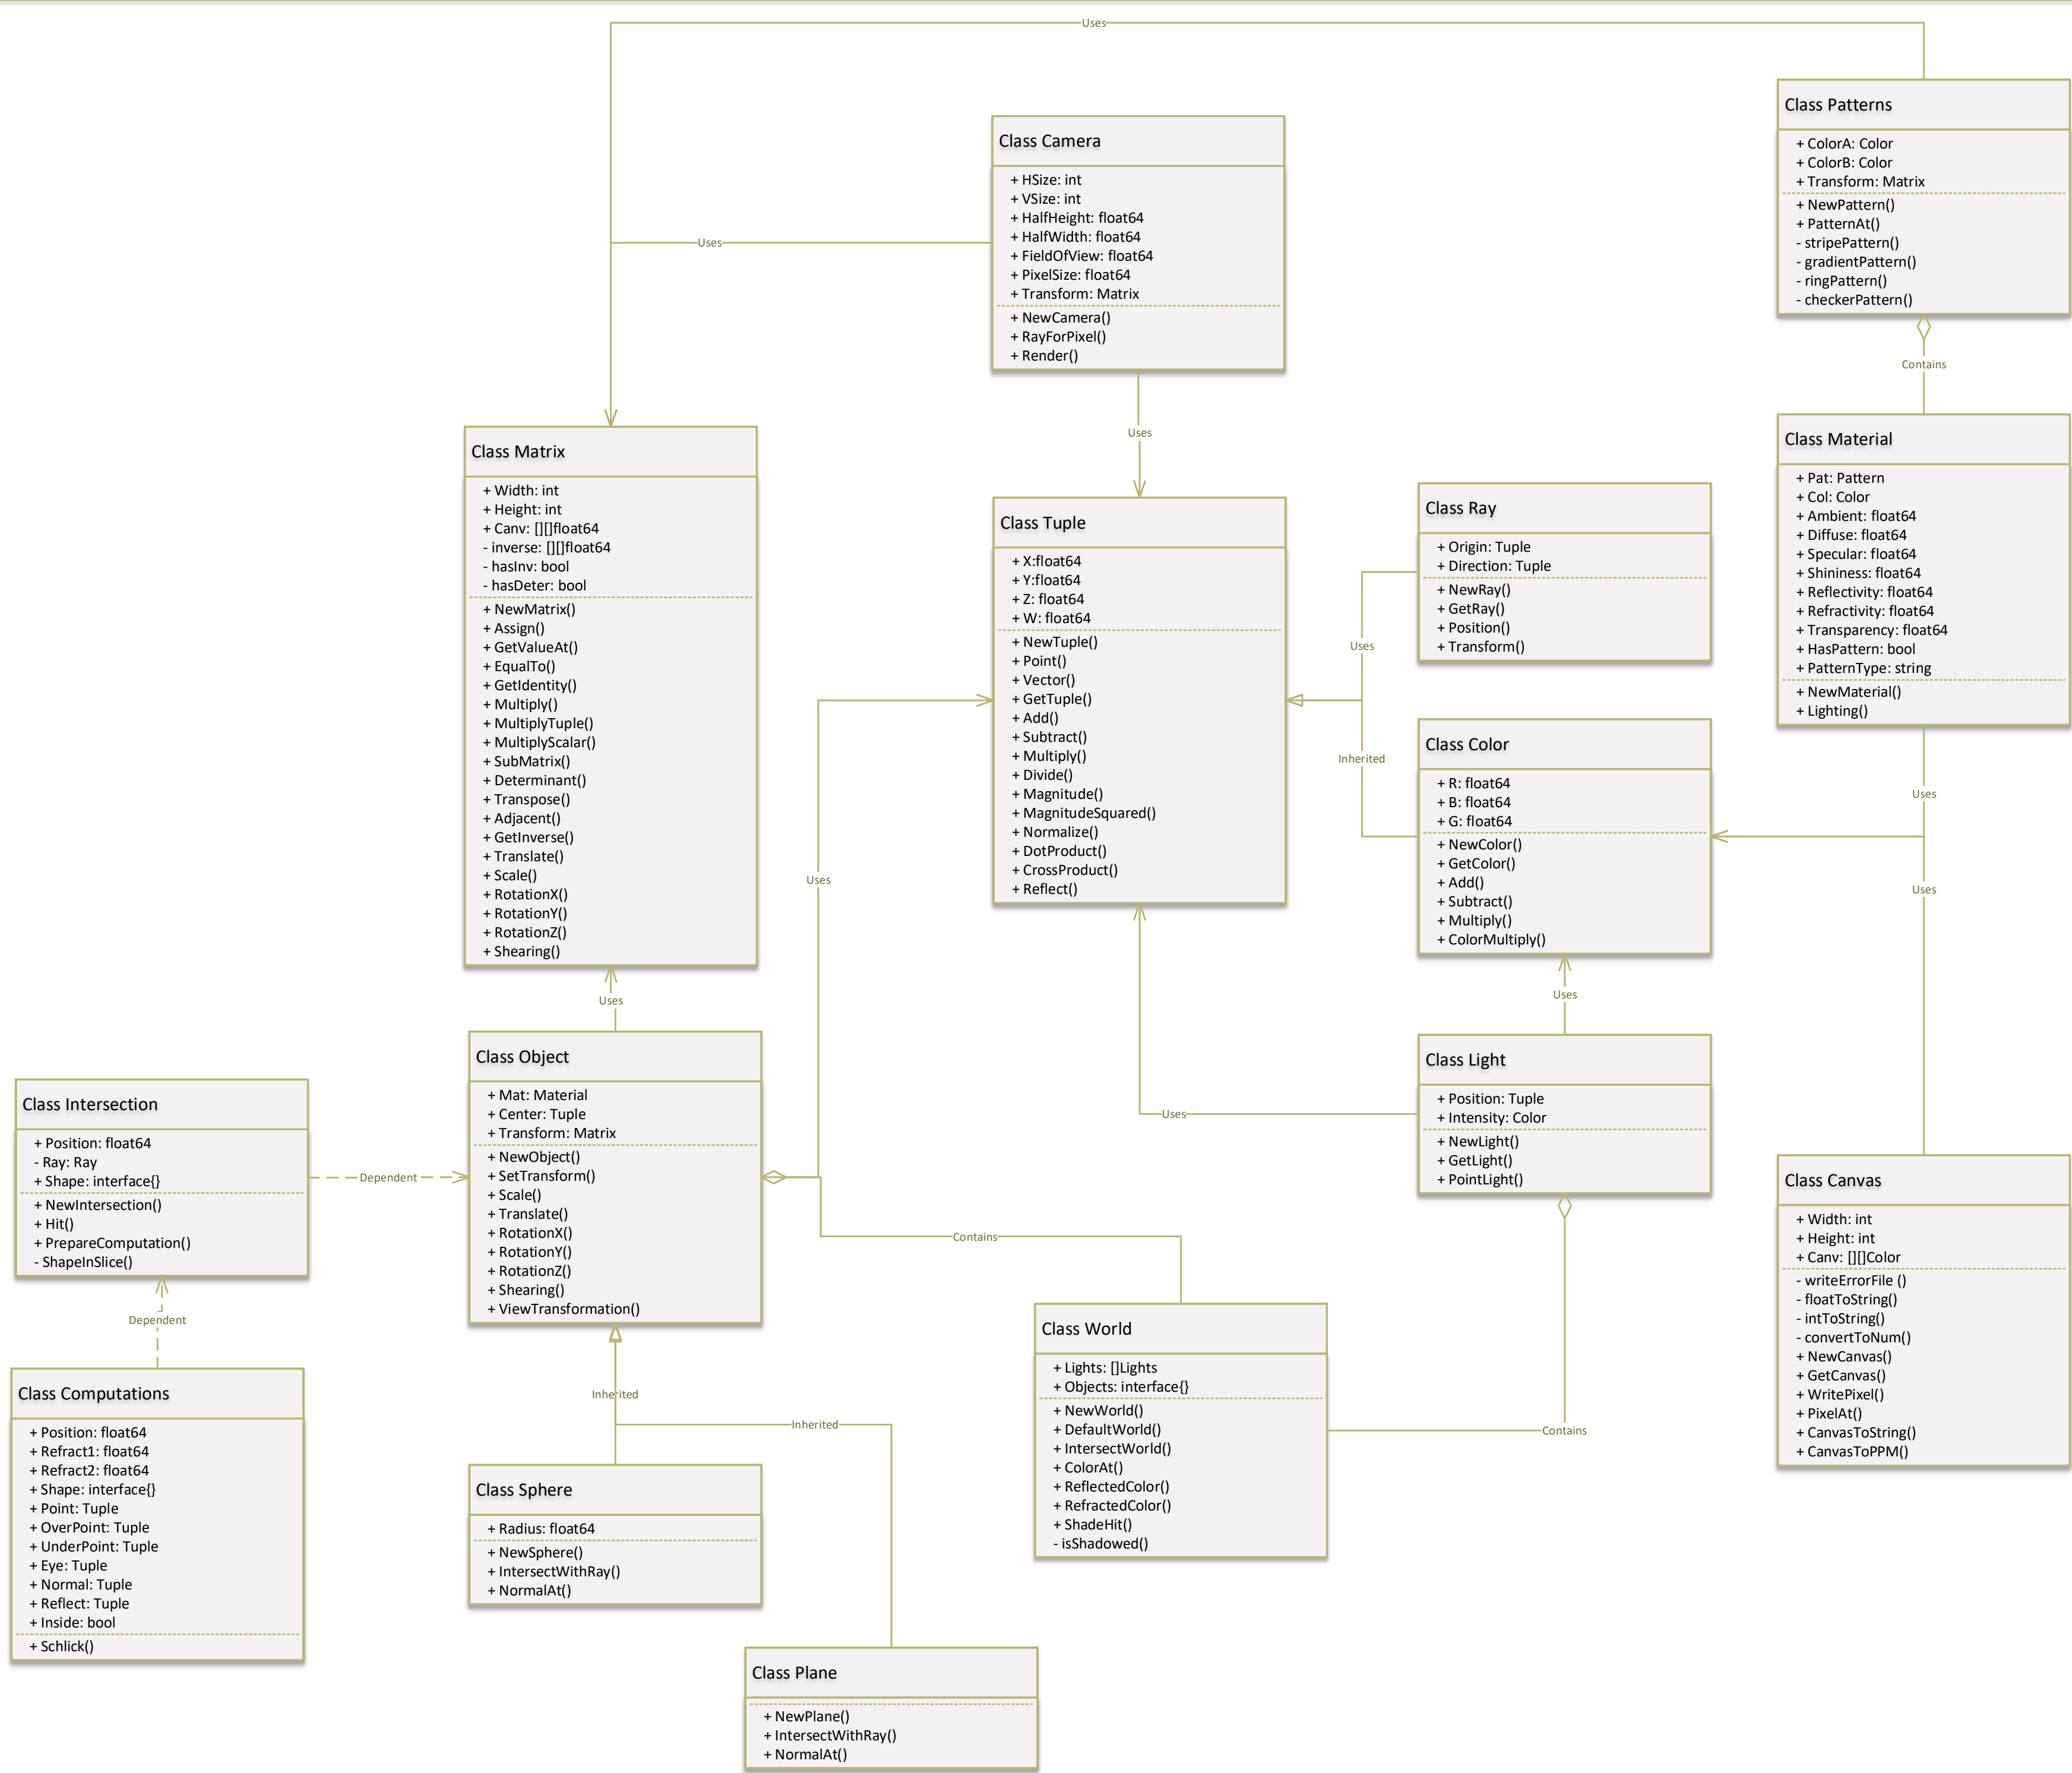 Uses
Class Patterns
+ ColorA: Color
+ ColorB: Color
+ Transform: Matrix
+ NewPattern()
+ PatternAt()
- stripePattern()
- gradientPattern()
- ringPattern()
- checkerPattern()
Class Camera
+ HSize: int
+ VSize: int
+ HalfHeight: float64
+ HalfWidth: float64
+ FieldOfView: float64
+ PixelSize: float64
+ Transform: Matrix
+ NewCamera()
+ RayForPixel()
+ Render()
Uses
Contains
Uses
Class Matrix
+ Width: int
+ Height: int
+ Canv: [][]float64
- inverse: [][]float64
- hasInv: bool
- hasDeter: bool
+ NewMatrix()
+ Assign()
+ GetValueAt()
+ EqualTo()
+ GetIdentity()
+ Multiply()
+ MultiplyTuple()
+ MultiplyScalar()
+ SubMatrix()
+ Determinant()
+ Transpose()
+ Adjacent()
+ GetInverse()
+ Translate()
+ Scale()
+ RotationX()
+ RotationY()
+ RotationZ()
+ Shearing()
Class Tuple
+ X:float64
+ Y:float64
+ Z: float64
+ W: float64
+ NewTuple()
+ Point()
+ Vector()
+ GetTuple()
+ Add()
+ Subtract()
+ Multiply()
+ Divide()
+ Magnitude()
+ MagnitudeSquared()
+ Normalize()
+ DotProduct()
+ CrossProduct()
+ Reflect()
Class Ray
+ Origin: Tuple
+ Direction: Tuple
+ NewRay()
+ GetRay()
+ Position()
+ Transform()
Uses
Inherited
Class Material
+ Pat: Pattern
+ Col: Color
+ Ambient: float64
+ Diffuse: float64
+ Specular: float64
+ Shininess: float64
+ Reflectivity: float64
+ Refractivity: float64
+ Transparency: float64
+ HasPattern: bool
+ PatternType: string
+ NewMaterial()
+ Lighting()
Class Color
+ R: float64
+ B: float64
+ G: float64
+ NewColor()
+ GetColor()
+ Add()
+ Subtract()
+ Multiply()
+ ColorMultiply()
Uses
Uses
Uses
Uses
Uses
Class Object
+ Mat: Material
+ Center: Tuple
+ Transform: Matrix
+ NewObject()
+ SetTransform()
+ Scale()
+ Translate()
+ RotationX()
+ RotationY()
+ RotationZ()
+ Shearing()
+ ViewTransformation()
Class Light
+ Position: Tuple
+ Intensity: Color
+ NewLight()
+ GetLight()
+ PointLight()
Uses
Class Intersection
+ Position: float64
- Ray: Ray
+ Shape: interface{}
+ NewIntersection()
+ Hit()
+ PrepareComputation()
- ShapeInSlice()
Dependent
Class Canvas
+ Width: int
+ Height: int
+ Canv: [][]Color
- writeErrorFile ()
- floatToString()
- intToString()
- convertToNum()
+ NewCanvas()
+ GetCanvas()
+ WritePixel()
+ PixelAt()
+ CanvasToString()
+ CanvasToPPM()
Contains
Dependent
Class World
+ Lights: []Lights
+ Objects: interface{}
+ NewWorld()
+ DefaultWorld()
+ IntersectWorld()
+ ColorAt()
+ ReflectedColor()
+ RefractedColor()
+ ShadeHit()
- isShadowed()
Contains
Class Computations
+ Position: float64
+ Refract1: float64
+ Refract2: float64
+ Shape: interface{}
+ Point: Tuple
+ OverPoint: Tuple
+ UnderPoint: Tuple
+ Eye: Tuple
+ Normal: Tuple
+ Reflect: Tuple
+ Inside: bool
+ Schlick()
Inherited
Inherited
Class Sphere
+ Radius: float64
+ NewSphere()
+ IntersectWithRay()
+ NormalAt()
Class Plane
+ NewPlane()
+ IntersectWithRay()
+ NormalAt()